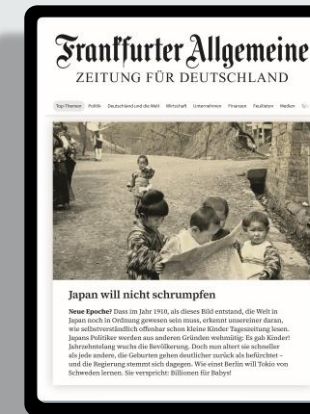 Frankfurter Allgemeine
ZEITUNG FÜR DEUTSCHLAND
Top-Themen Politik Deutschland und die Welt Wirtschaft Unternehmen Finanzen Feuilleton Medien
Japan will nicht schrumpfen
Neue Epoche? Dass im Jahr 1910, als dieses Bild entstand, die Welt in
Japan noch in Ordnung gewesen sein muss, erkennt unsereiner daran,
wie selbstverständlich offenbar schon kleine Kinder Tageszeitung lesen.
Japans Politiker werden aus anderen Gründen wehmütig: Es gab Kinder!
Jahrzehntelang wuchs die Bevölkerung. Doch nun altert sie schneller
als jede andere, die Geburten gehen deutlicher zurück als befürchtet –
und die Regierung stemmt sich dagegen. Wie einst Berlin will Tokio von
Schweden lernen. Sie verspricht: Billionen für Babys!